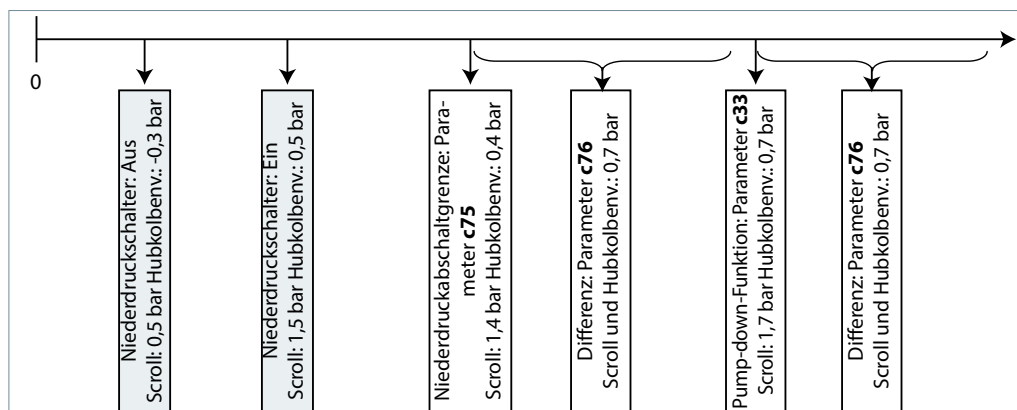 0
Niederdruckschalter: Aus
Scroll: 0,5 bar Hubkolbenv.: -0,3 bar
Niederdruckschalter: Ein
Scroll: 1,5 bar Hubkolbenv.: 0,5 bar
Niederdruckabschaltgrenze: Para-
meter c75
Scroll: 1,4 bar Hubkolbenv.: 0,4 bar
Differenz: Parameter c76
Scroll und Hubkolbenv.: 0,7 bar
Pump-down-Funktion: Parameter c33
Scroll: 1,7 bar Hubkolbenv.: 0,7 bar
Differenz: Parameter c76
Scroll und Hubkolbenv.: 0,7 bar